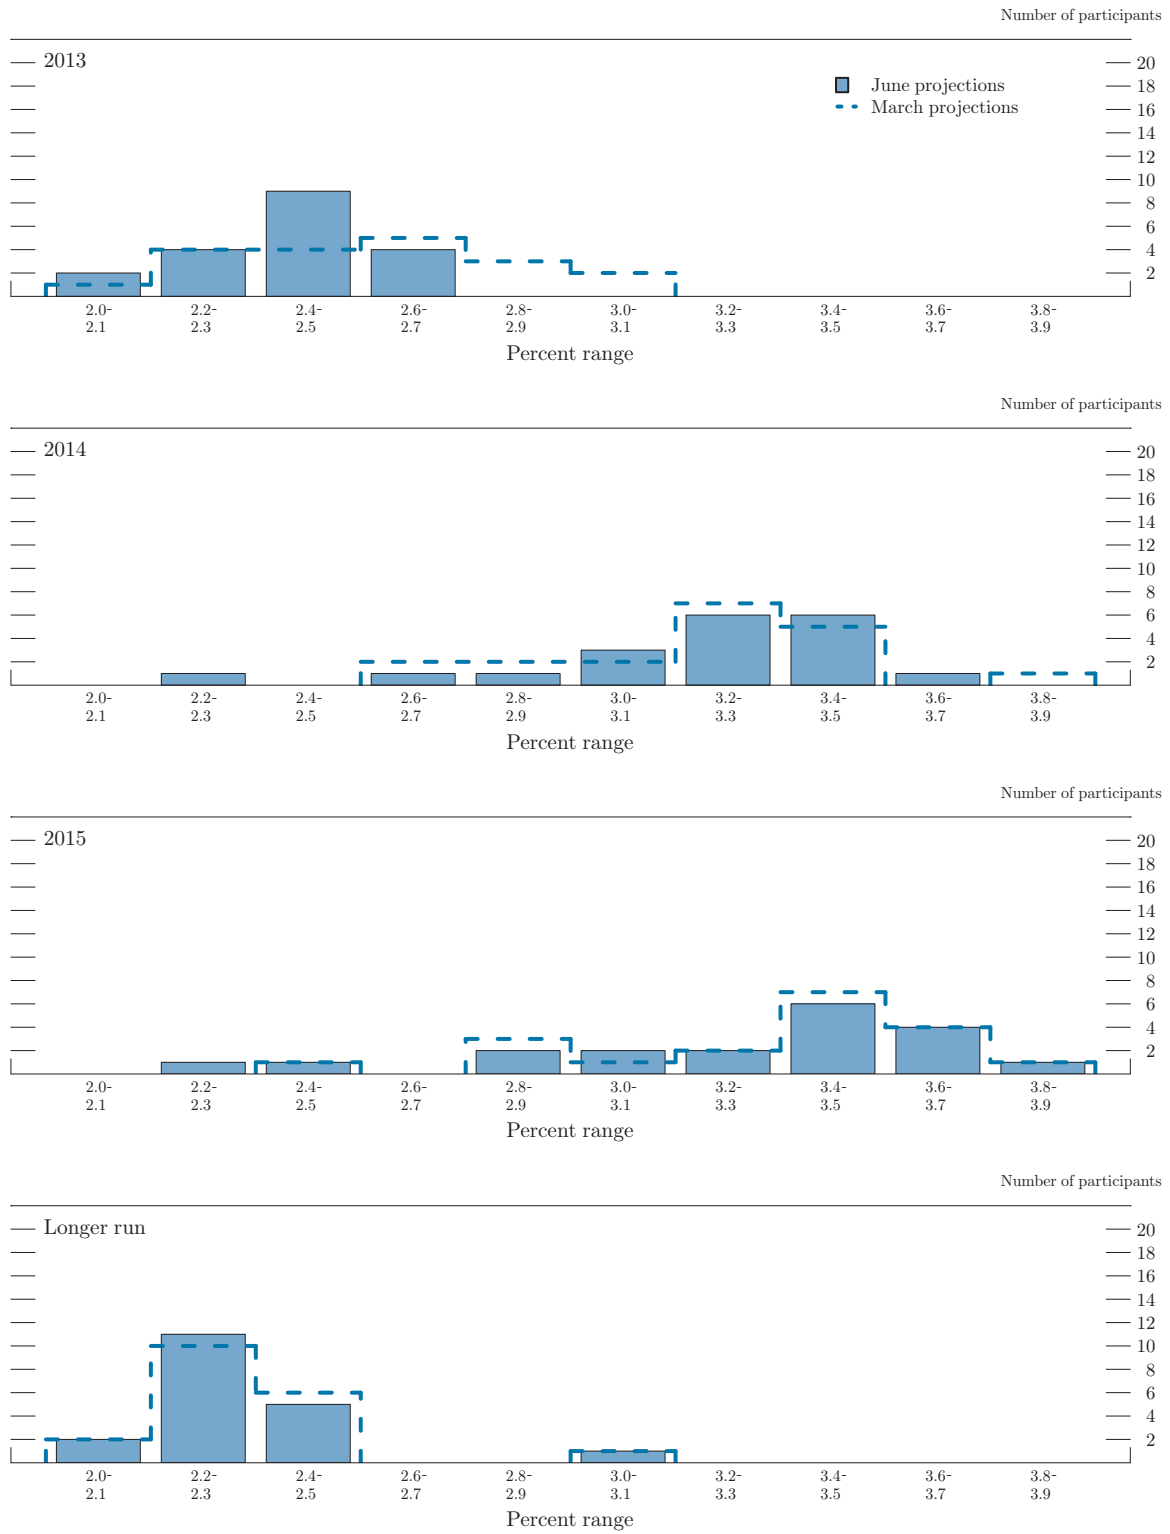 Number of participants
2013
20
18
16
14
12
10
8
6
4
2
June projections
March projections
2.0- 2.2- 2.4- 2.6- 2.8- 3.0- 3.2- 3.4- 3.6- 3.8-
2.1 2.3 2.5 2.7 2.9 3.1 3.3 3.5 3.7 3.9
Percent range
Number of participants
2014
20
18
16
14
12
10
8
6
4
2
2.0- 2.2- 2.4- 2.6- 2.8- 3.0- 3.2- 3.4- 3.6- 3.8-
2.1 2.3 2.5 2.7 2.9 3.1 3.3 3.5 3.7 3.9
Percent range
Number of participants
2015
20
18
16
14
12
10
8
6
4
2
2.0- 2.2- 2.4- 2.6- 2.8- 3.0- 3.2- 3.4- 3.6- 3.8-
2.1 2.3 2.5 2.7 2.9 3.1 3.3 3.5 3.7 3.9
Percent range
Number of participants
Longer run
20
18
16
14
12
10
8
6
4
2
2.0- 2.2- 2.4- 2.6- 2.8- 3.0- 3.2- 3.4- 3.6- 3.8-
2.1 2.3 2.5 2.7 2.9 3.1 3.3 3.5 3.7 3.9
Percent range